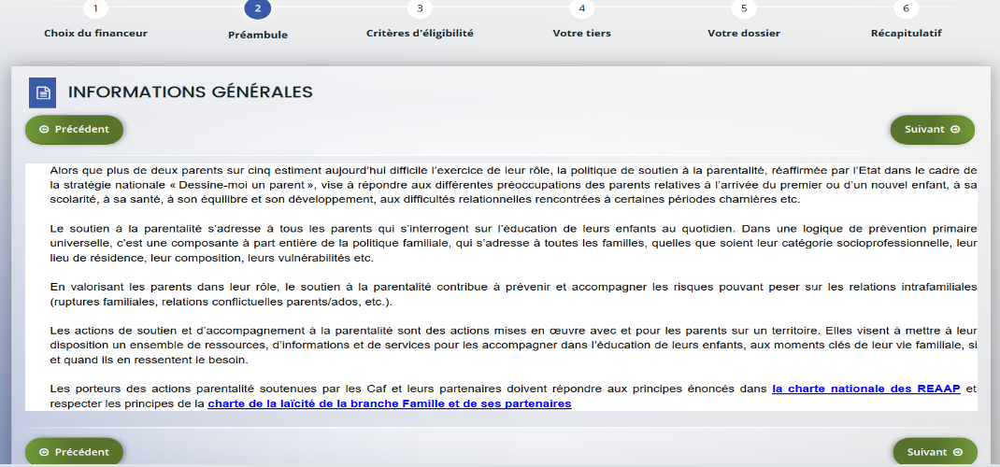 1 2 3 4 5 6
Choix du financeur Préambule Critères d'éligibilité Votre tiers Votre dossier Récapitulatif
INFORMATIONS GÉNÉRALES
Précédent Suivant
Alors que plus de deux parents sur cinq estiment aujourd'hui difficile l'exercice de leur rôle, la politique de soutien à la parentalité, réaffirmée par l'Etat dans le cadre de
la stratégie nationale « Dessine-moi un parent », vise à répondre aux différentes préoccupations des parents relatives à l'arrivée du premier ou d'un nouvel enfant, à sa
scolarité, à sa santé, à son équilibre et son développement, aux difficultés relationnelles rencontrées à certaines périodes charnières etc.
Le soutien à la parentalité s'adresse à tous les parents qui s'interrogent sur l'éducation de leurs enfants au quotidien. Dans une logique de prévention primaire
universelle, c'est une composante à part entière de la politique familiale, qui s'adresse à toutes les familles, quelles que soient leur catégorie socioprofessionnelle, leur
lieu de résidence, leur composition, leurs vulnérabilités etc.
En valorisant les parents dans leur rôle, le soutien à la parentalité contribue à prévenir et accompagner les risques pouvant peser sur les relations intrafamiliales
(ruptures familiales, relations conflictuelles parents/ados, etc.).
Les actions de soutien et d'accompagnement à la parentalité sont des actions mises en œuvre avec et pour les parents sur un territoire. Elles visent à mettre à leur
disposition un ensemble de ressources, d'informations et de services pour les accompagner dans l'éducation de leurs enfants, aux moments clés de leur vie familiale, si
et quand ils en ressentent le besoin.
Les porteurs des actions parentalité soutenues par les Caf et leurs partenaires doivent répondre aux principes énoncés dans la charte nationale des REAAP et
respecter les principes de la charte de la laïcité de la branche Famille et de ses partenaires
Précédent Suivant